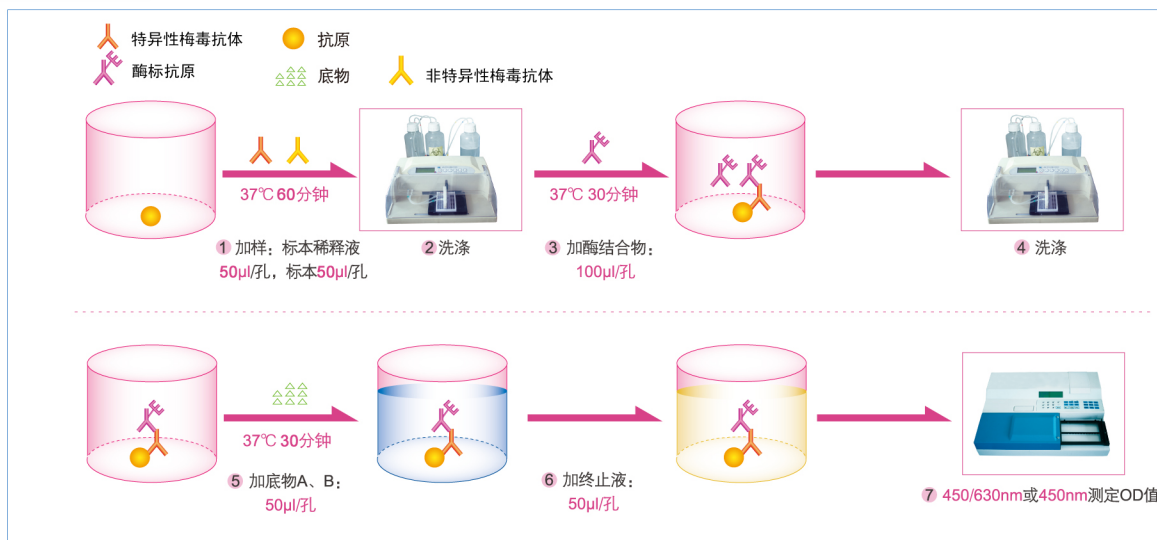 特异性梅毒抗体
抗原
酶标抗原
底物
非特异性梅毒抗体
E
37℃ 60分钟
37℃ 30分钟
① 加样：标本稀释液
50μl/孔，标本50μl/孔
② 洗涤
③ 加酶结合物：
100μl/孔
④ 洗涤
37℃ 30分钟
⑤ 加底物A、B：
50μl/孔
⑥ 加终止液：
50μl/孔
⑦ 450/630nm或450nm测定OD值